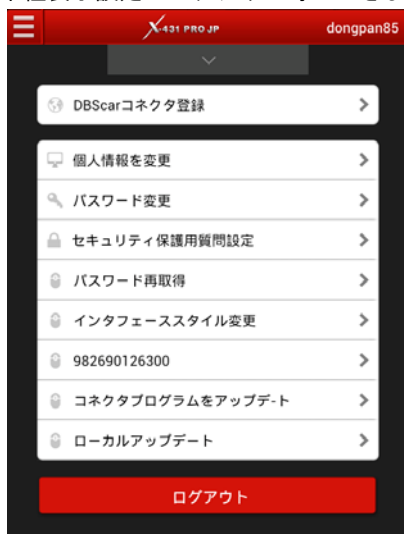 X-431 PRO JP
dongpan85
DBScarコネクタ登録
個人情報を変更
パスワード変更
セキュリティ保護用質問設定
パスワード再取得
インタフェーススタイル変更
982690126300
コネクタプログラムをアップデ-ト
ローカルアップデート
ログアウト